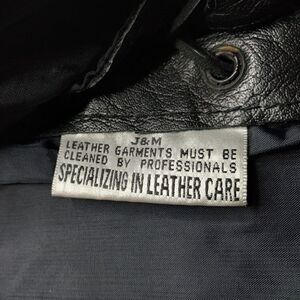 J&M
LEATHER GARMENTS MUST BE
CLEANED BY PROFESSIONALS
SPECIALIZING IN LEATHER CARE